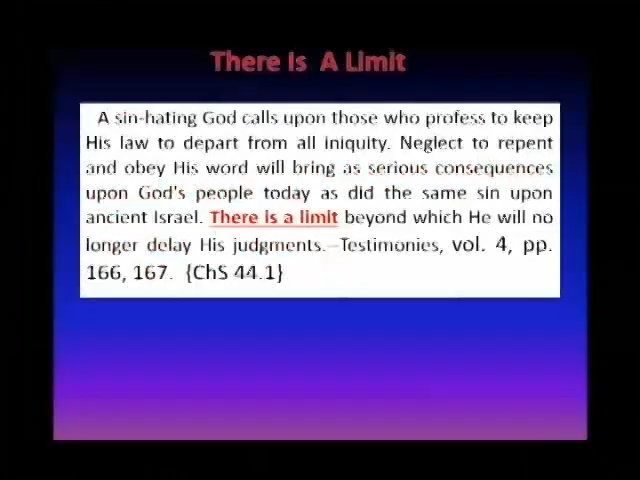 There Is A Limit
A sin-hating God calls upon those who profess to keep
His law to depart from all iniquity. Neglect to repent
and obey His word will bring as serious consequences
upon God's people today as did the same sin upon
ancient Israel. There is a limit beyond which He will no
longer delay His judgments.–Testimonies, vol. 4, pp.
166, 167. {ChS 44.1}